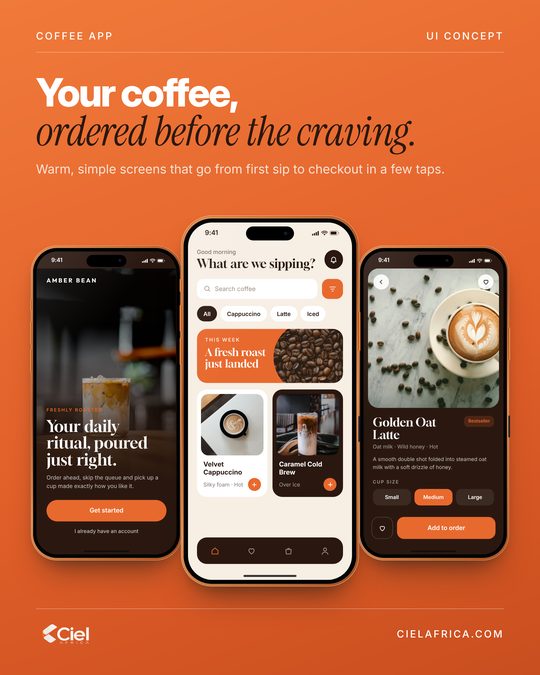 COFFEE APP
UI CONCEPT
Your coffee,
ordered before the craving.
Warm, simple screens that go from first sip to checkout in a few taps.
9:41
AMBER BEAN
FRESHLY ROASTED
Your daily
ritual, poured
just right.
Order ahead, skip the queue and pick up a
cup made exactly how you like it.
Get started
I already have an account
9:41
Good morning
What are we sipping?
Search coffee
All
Cappuccino
Latte
Iced
THIS WEEK
A fresh roast
just landed
Velvet
Cappuccino
Silky foam · Hot
Caramel Cold
Brew
Over Ice
9:41
Golden Oat
Latte
Bestseller
Oat milk · Wild honey · Hot
A smooth double shot folded into steamed oat
milk with a soft drizzle of honey.
CUP SIZE
Small
Medium
Large
Add to order
Ciel
AFRICA
CIELAFRICA.COM